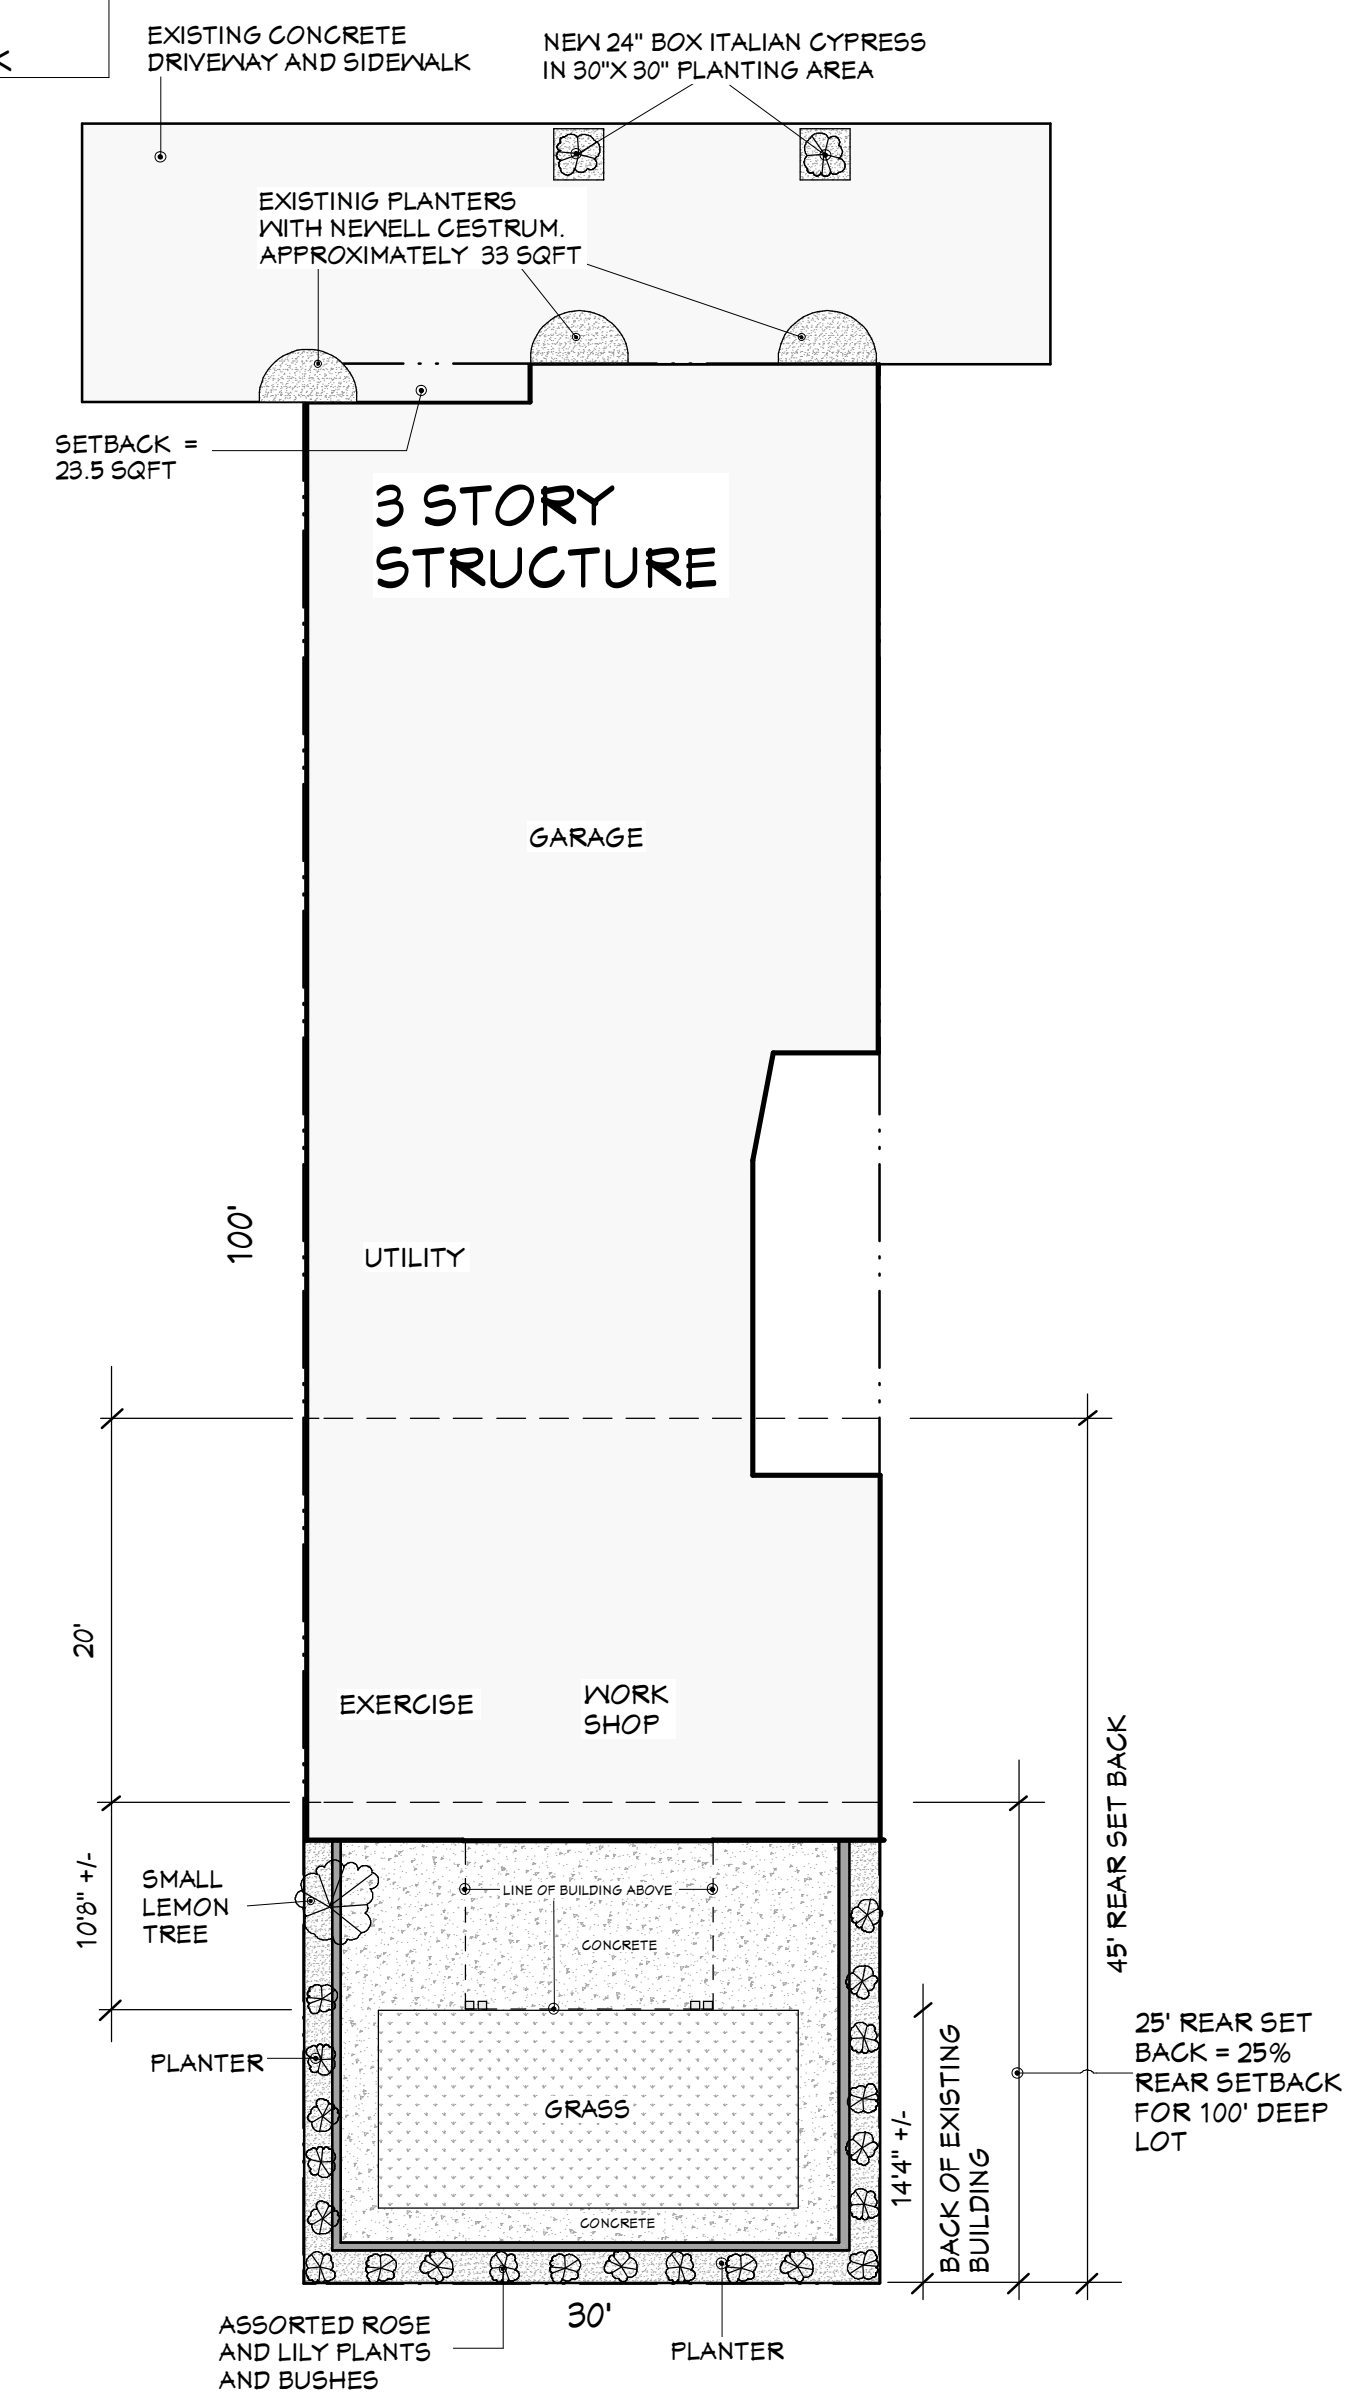 K
EXISTING CONCRETE
DRIVEWAY AND SIDEWALK
NEW 24" BOX ITALIAN CYPRESS
IN 30"X 30" PLANTING AREA
EXISTINIG PLANTERS
WITH NEWELL CESTRUM.
APPROXIMATELY 33 SQFT
SETBACK =
23.5 SQFT
3 STORY
STRUCTURE
GARAGE
100'
UTILITY
20'
EXERCISE
WORK
SHOP
45' REAR SET BACK
10'8" +/-
SMALL
LEMON
TREE
LINE OF BUILDING ABOVE
CONCRETE
PLANTER
GRASS
14'4" +/-
BACK OF EXISTING
BUILDING
25' REAR SET
BACK = 25%
REAR SETBACK
FOR 100' DEEP
LOT
CONCRETE
30'
ASSORTED ROSE
AND LILY PLANTS
AND BUSHES
PLANTER